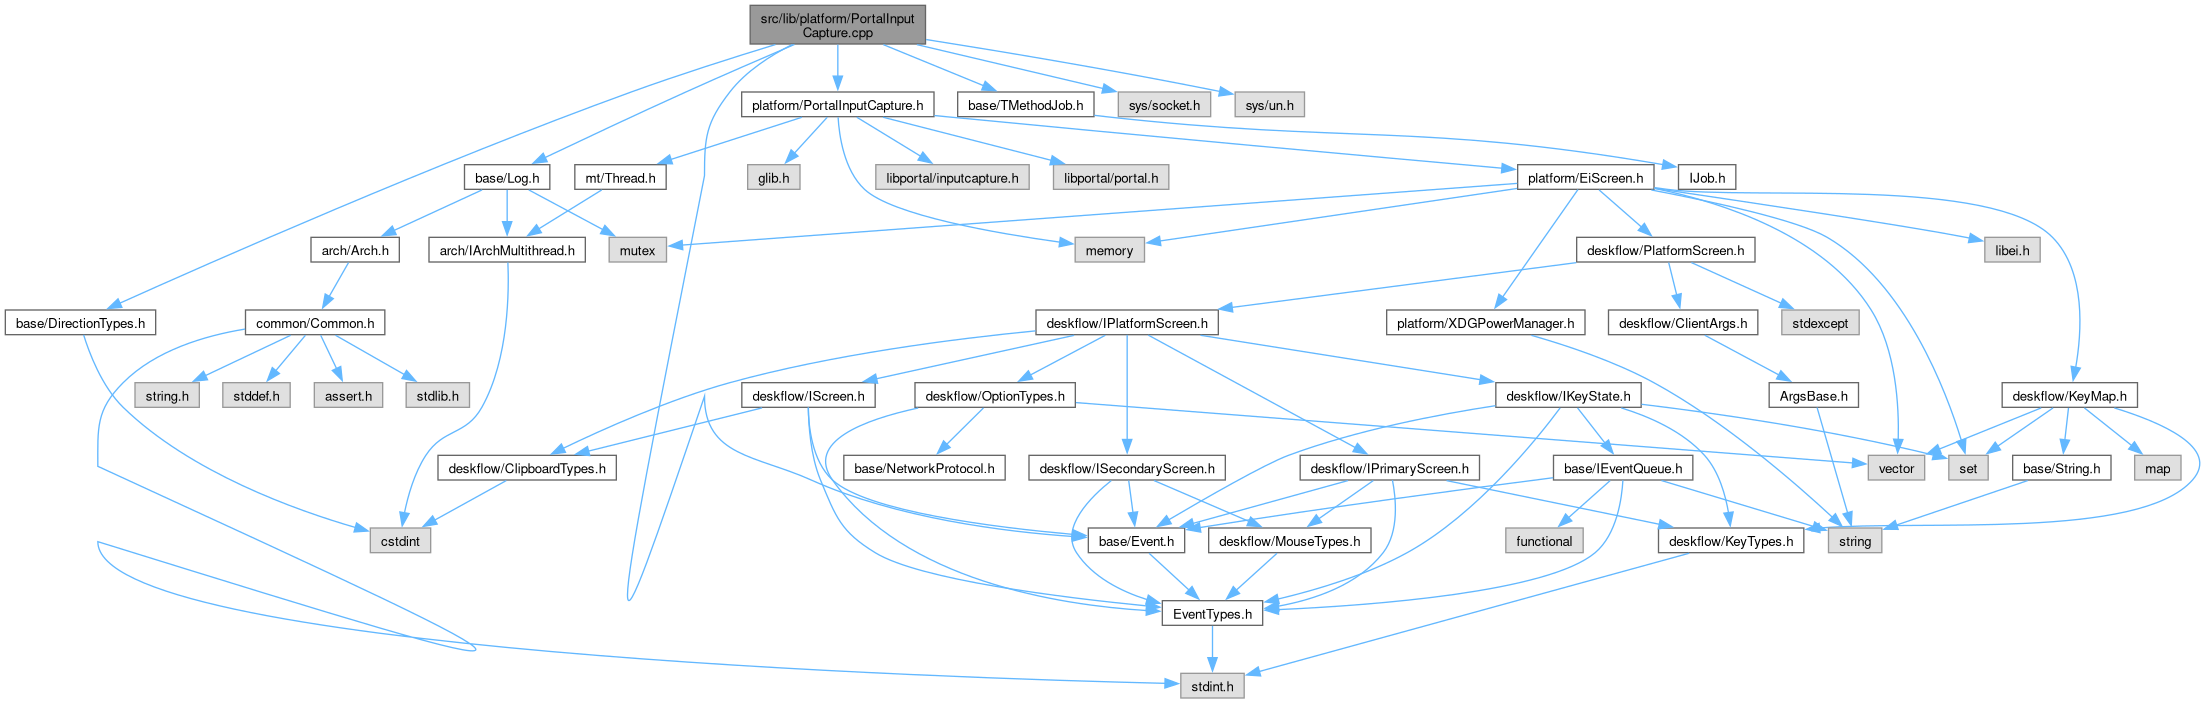 src/lib/platform/PortalInput
Capture.cpp
platform/PortalInputCapture.h
base/TMethodJob.h
sys/socket.h
sys/un.h
base/Log.h
mt/Thread.h
glib.h
libportal/inputcapture.h
libportal/portal.h
platform/EiScreen.h
IJob.h
arch/Arch.h
arch/IArchMultithread.h
mutex
memory
deskflow/PlatformScreen.h
libei.h
base/DirectionTypes.h
common/Common.h
deskflow/IPlatformScreen.h
platform/XDGPowerManager.h
deskflow/ClientArgs.h
stdexcept
string.h
stddef.h
assert.h
stdlib.h
deskflow/IScreen.h
deskflow/OptionTypes.h
deskflow/IKeyState.h
ArgsBase.h
deskflow/KeyMap.h
deskflow/ClipboardTypes.h
base/NetworkProtocol.h
deskflow/ISecondaryScreen.h
deskflow/IPrimaryScreen.h
base/IEventQueue.h
vector
set
base/String.h
map
cstdint
base/Event.h
deskflow/MouseTypes.h
functional
deskflow/KeyTypes.h
string
EventTypes.h
stdint.h